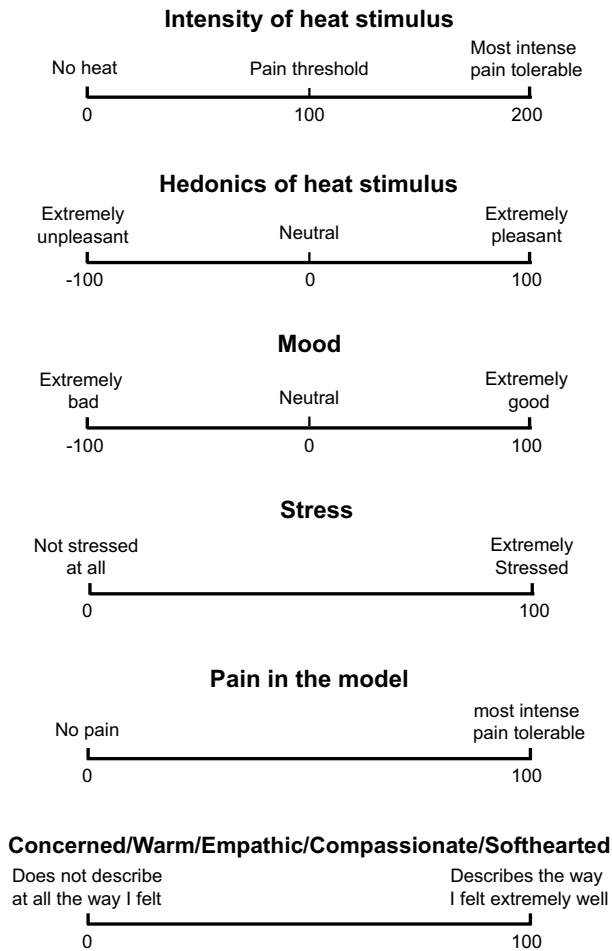 Intensity of heat stimulus
No heat
Pain threshold
Most intense
pain tolerable
0
100
200
Hedonics of heat stimulus
Extremely
unpleasant
Neutral
Extremely
pleasant
-100
0
100
Mood
Extremely
bad
Neutral
Extremely
good
-100
0
100
Stress
Not stressed
at all
Extremely
Stressed
0
100
Pain in the model
No pain
most intense
pain tolerable
0
100
Concerned/Warm/Empathic/Compassionate/Softhearted
Does not describe
at all the way I felt
Describes the way
I felt extremely well
0
100